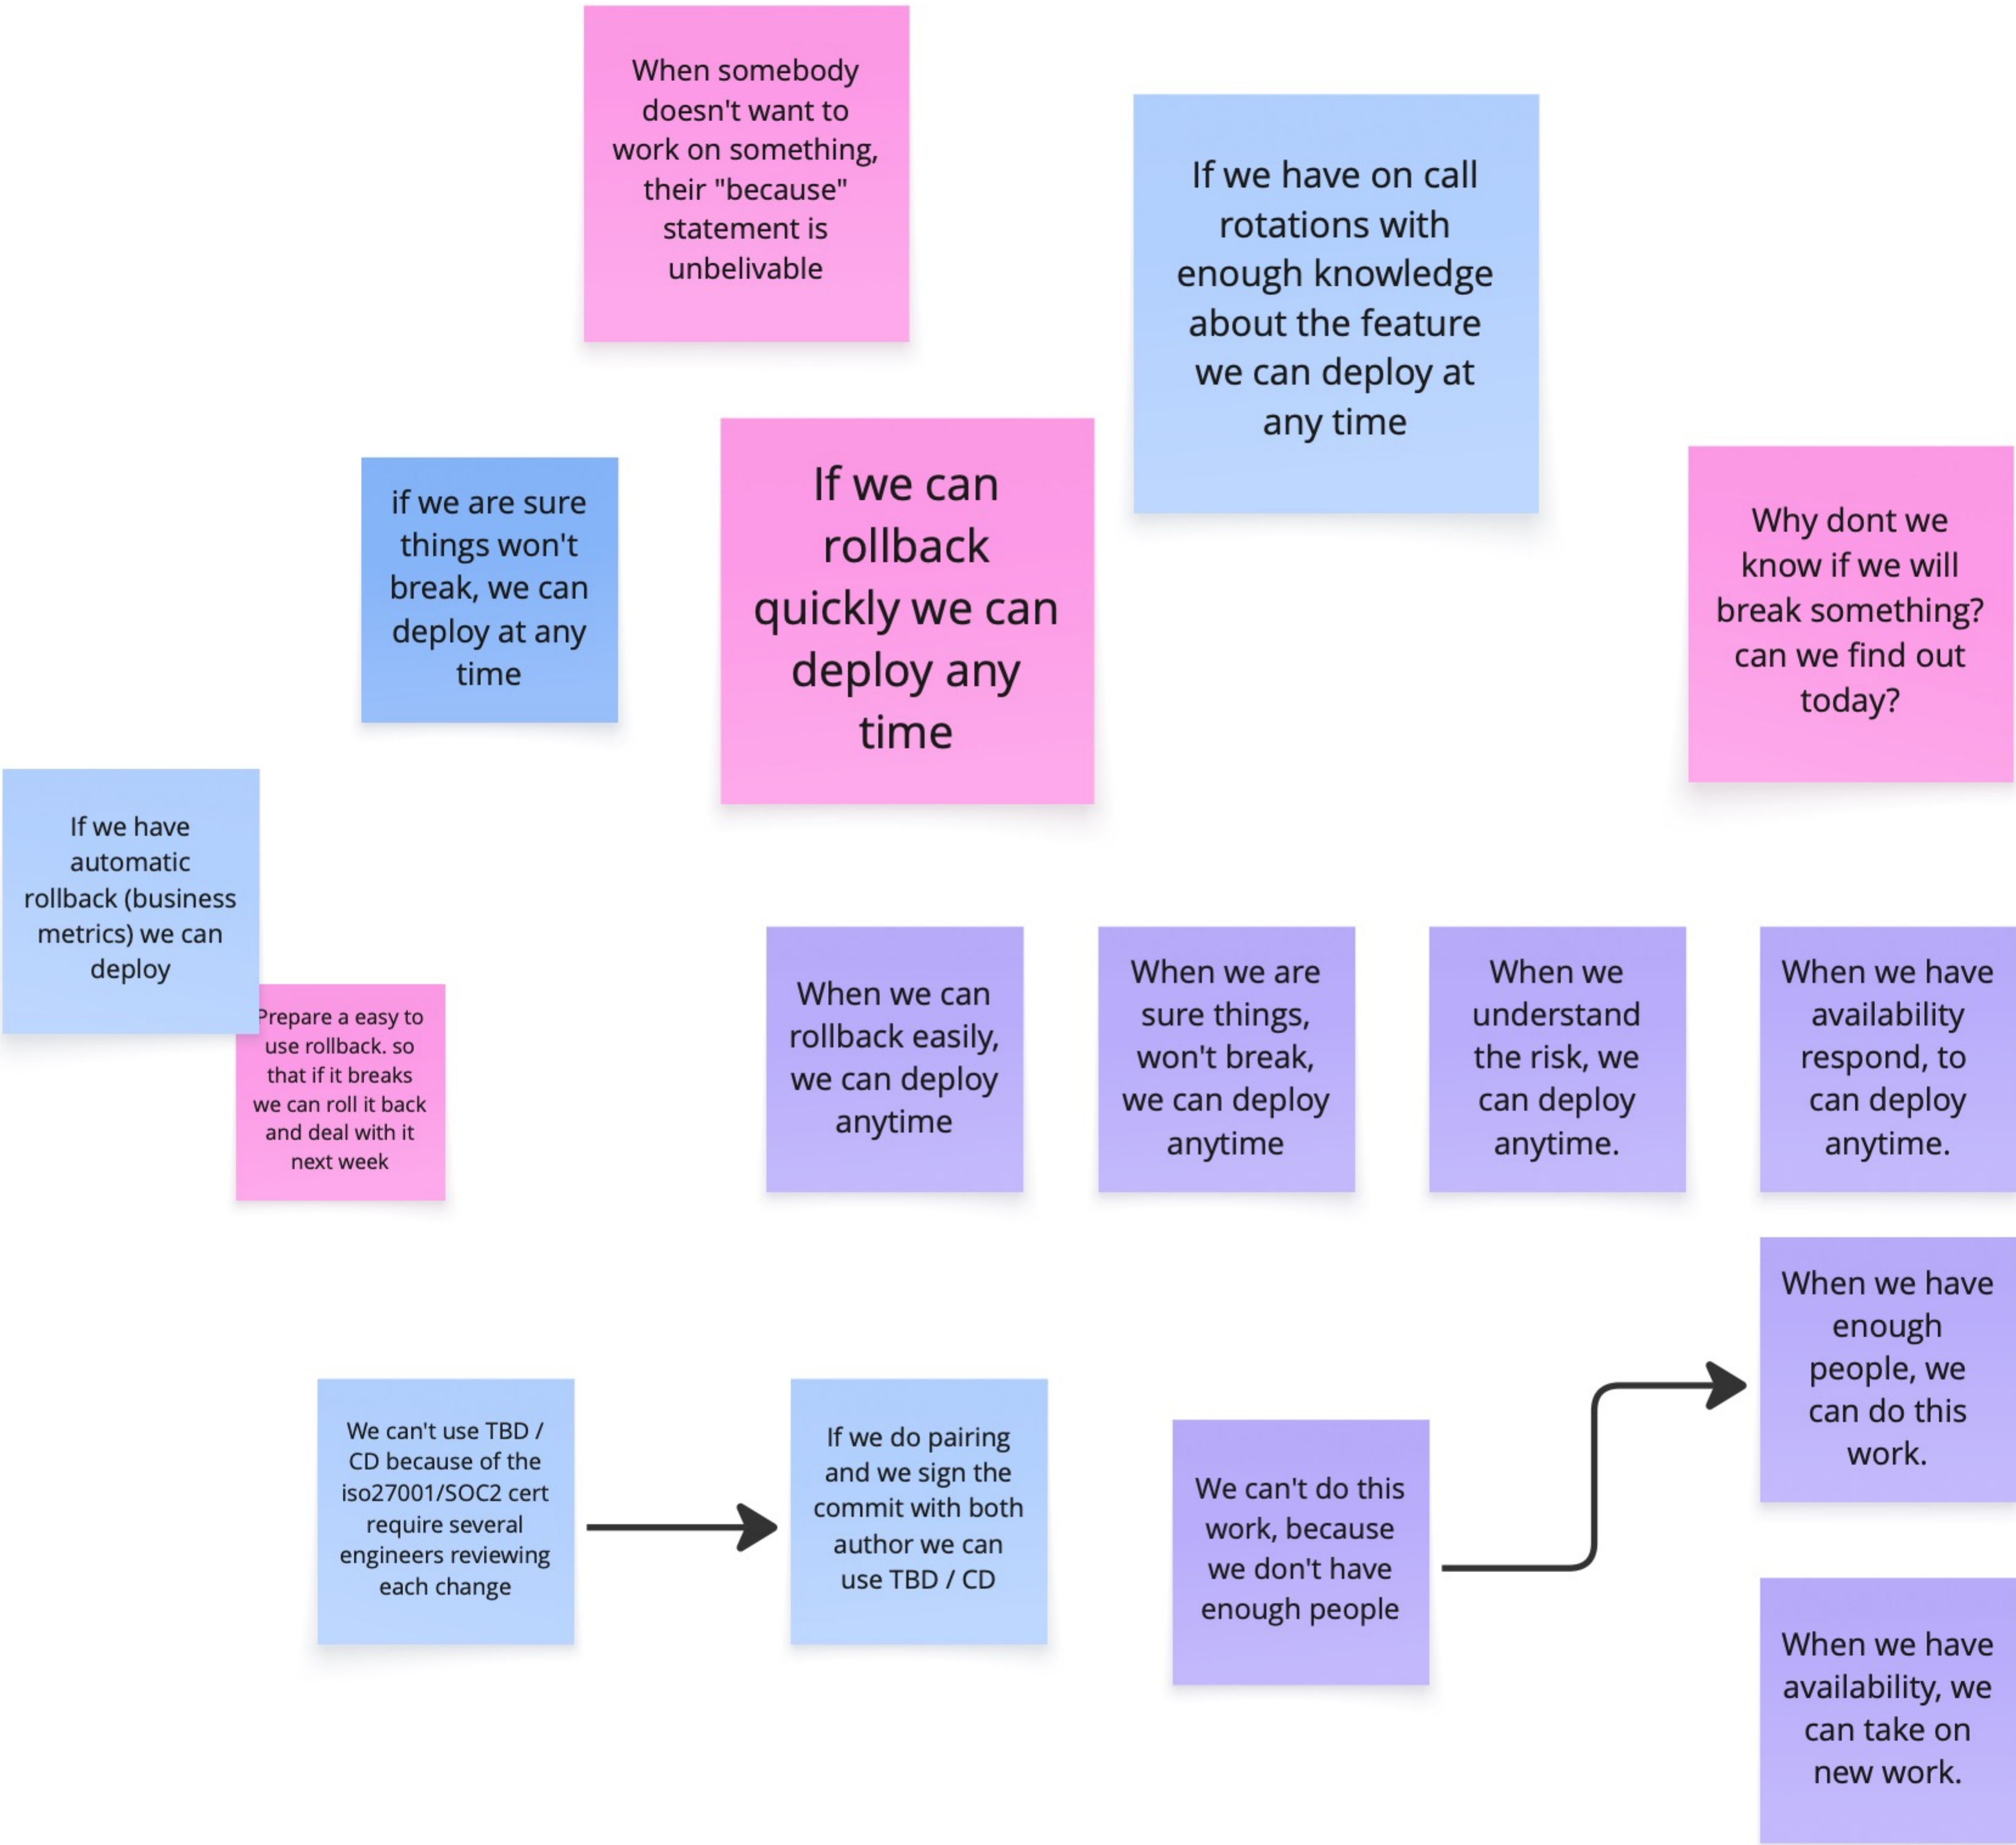 When somebody
doesn't want to
work on something,
their "because"
statement is
unbelivable
If we have on call
rotations with
enough knowledge
about the feature
we can deploy at
any time
if we are sure
things won't
break, we can
deploy at any
time
If we can
rollback
quickly we can
deploy any
time
Why dont we
know if we will
break something?
can we find out
today?
If we have
automatic
rollback (business
metrics) we can
deploy
Prepare a easy to
use rollback. so
that if it breaks
we can roll it back
and deal with it
next week
When we can
rollback easily,
we can deploy
anytime
When we are
sure things,
won't break,
we can deploy
anytime
When we
understand
the risk, we
can deploy
anytime.
When we have
availability
respond, to
can deploy
anytime.
When we have
enough
people, we
can do this
work.
We can't use TBD /
CD because of the
iso27001/SOC2 cert
require several
engineers reviewing
each change
If we do pairing
and we sign the
commit with both
author we can
use TBD / CD
We can't do this
work, because
we don't have
enough people
When we have
availability, we
can take on
new work.